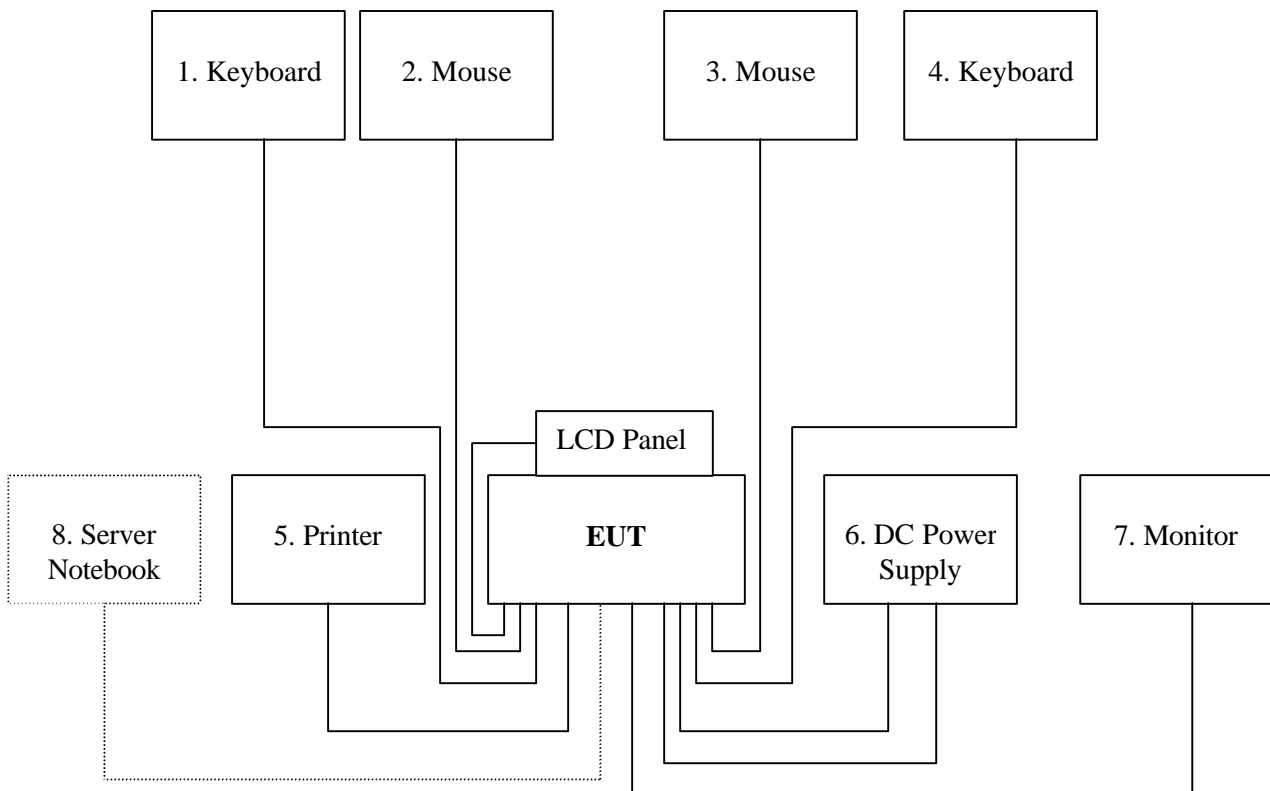 1. Keyboard
2. Mouse
3. Mouse
4. Keyboard
LCD Panel
8. Server
Notebook
5. Printer
EUT
6. DC Power
Supply
7. Monitor